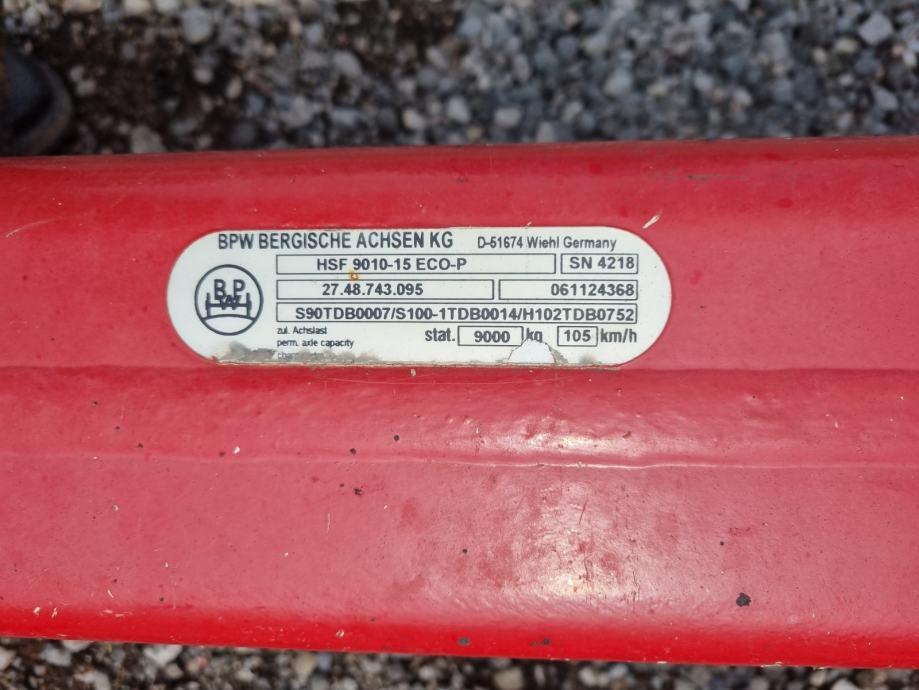 BPW BERGISCHE ACHSEN KG D-51674 Wiehl Germany
HSF 9010-15 ECO-P SN 4218
BPW
27.48.743.095 061124368
S90TDB0007/S100-1TDB0014/H102TDB0752
zul. Achslast
perm. axle capacity
stat. 9000 kg 105 km/h